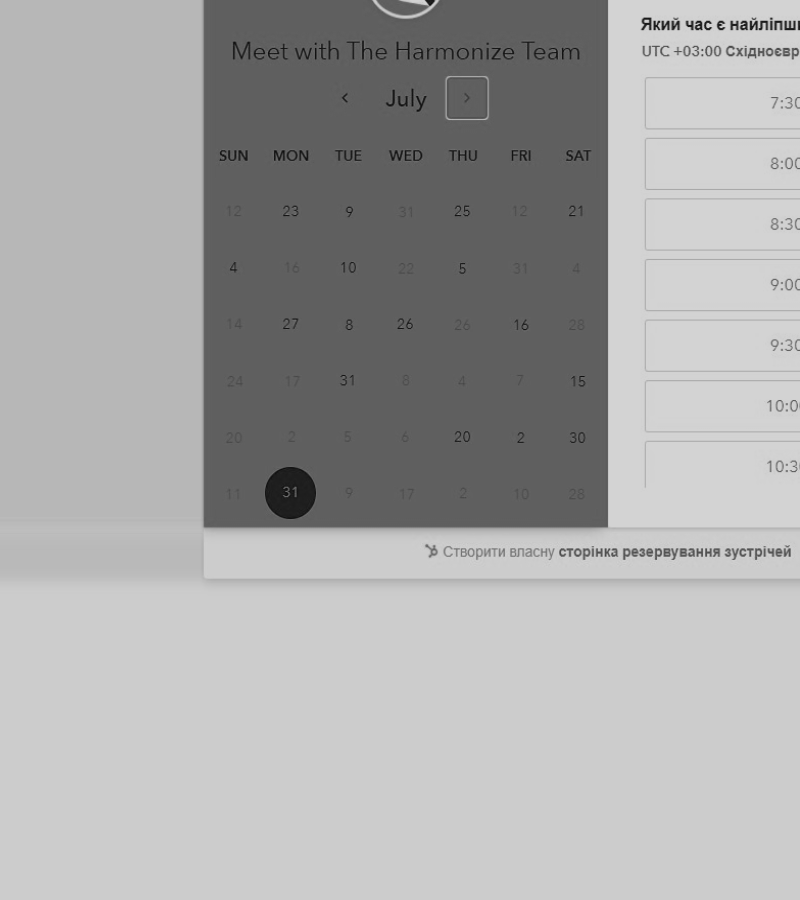 Meet with The Harmonize Team
July
SUN MON TUE WED THU FRI SAT
12 23 9 31 25 12 21
4 16 10 22 5 31 4
14 27 8 26 26 16 28
24 17 31 8 4 7 15
20 2 5 6 20 2 30
11 31 9 17 2 10 28
Який час є
UTC +03:00
7:30
8:00
8:30
9:00
9:30
10:0
10:3
Створити власну сторінка резервування зустрічей